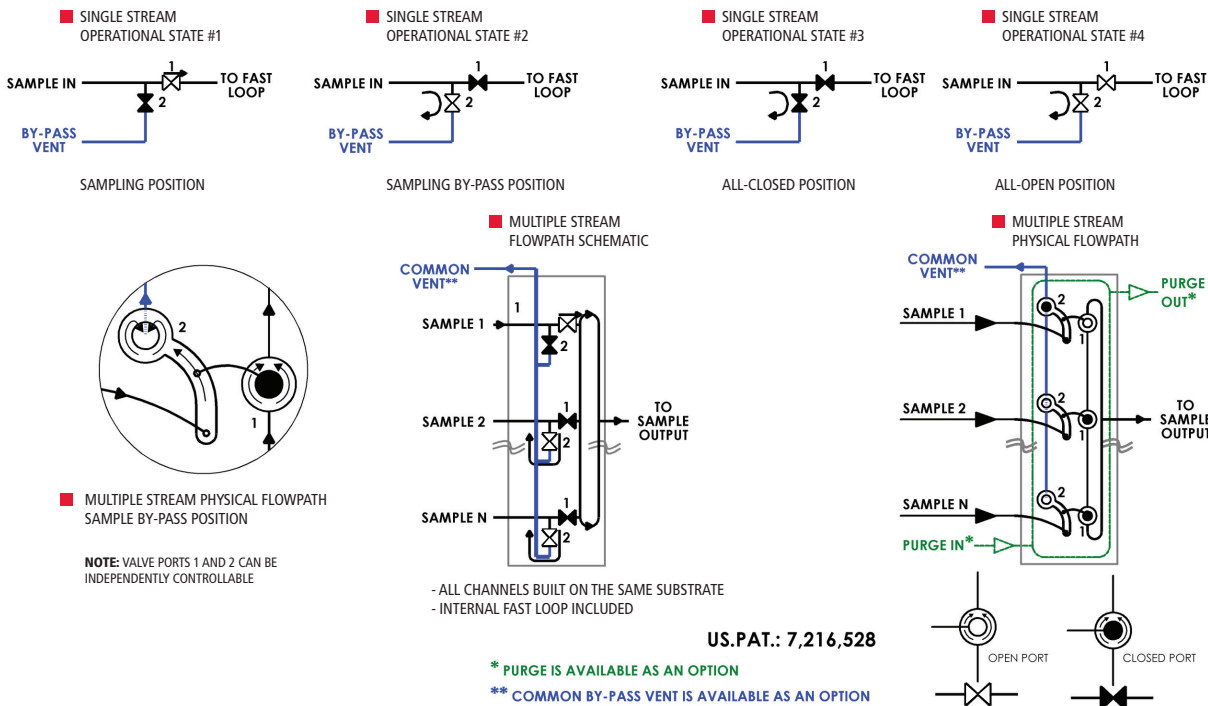 SINGLE STREAM
OPERATIONAL STATE #1
1
SAMPLE IN
TO FAST
LOOP
2
BY-PASS
VENT
SAMPLING POSITION
SINGLE STREAM
OPERATIONAL STATE #2
1
SAMPLE IN
TO FAST
LOOP
2
BY-PASS
VENT
SAMPLING BY-PASS POSITION
SINGLE STREAM
OPERATIONAL STATE #3
1
SAMPLE IN
TO FAST
LOOP
2
BY-PASS
VENT
ALL-CLOSED POSITION
SINGLE STREAM
OPERATIONAL STATE #4
1
SAMPLE IN
TO FAST
LOOP
2
BY-PASS
VENT
ALL-OPEN POSITION
2
1
MULTIPLE STREAM PHYSICAL FLOWPATH
SAMPLE BY-PASS POSITION
NOTE: VALVE PORTS 1 AND 2 CAN BE
INDEPENDENTLY CONTROLLABLE
MULTIPLE STREAM
FLOWPATH SCHEMATIC
COMMON
VENT**
1
SAMPLE 1
2
SAMPLE 2
1
2
TO
SAMPLE
OUTPUT
SAMPLE N
1
2
- ALL CHANNELS BUILT ON THE SAME SUBSTRATE
- INTERNAL FAST LOOP INCLUDED
MULTIPLE STREAM
PHYSICAL FLOWPATH
COMMON
VENT**
PURGE
OUT*
SAMPLE 1
2
1
SAMPLE 2
2
1
TO
SAMPLE
OUTPUT
SAMPLE N
2
1
PURGE IN*
OPEN PORT
CLOSED PORT
US.PAT.: 7,216,528
* PURGE IS AVAILABLE AS AN OPTION
** COMMON BY-PASS VENT IS AVAILABLE AS AN OPTION